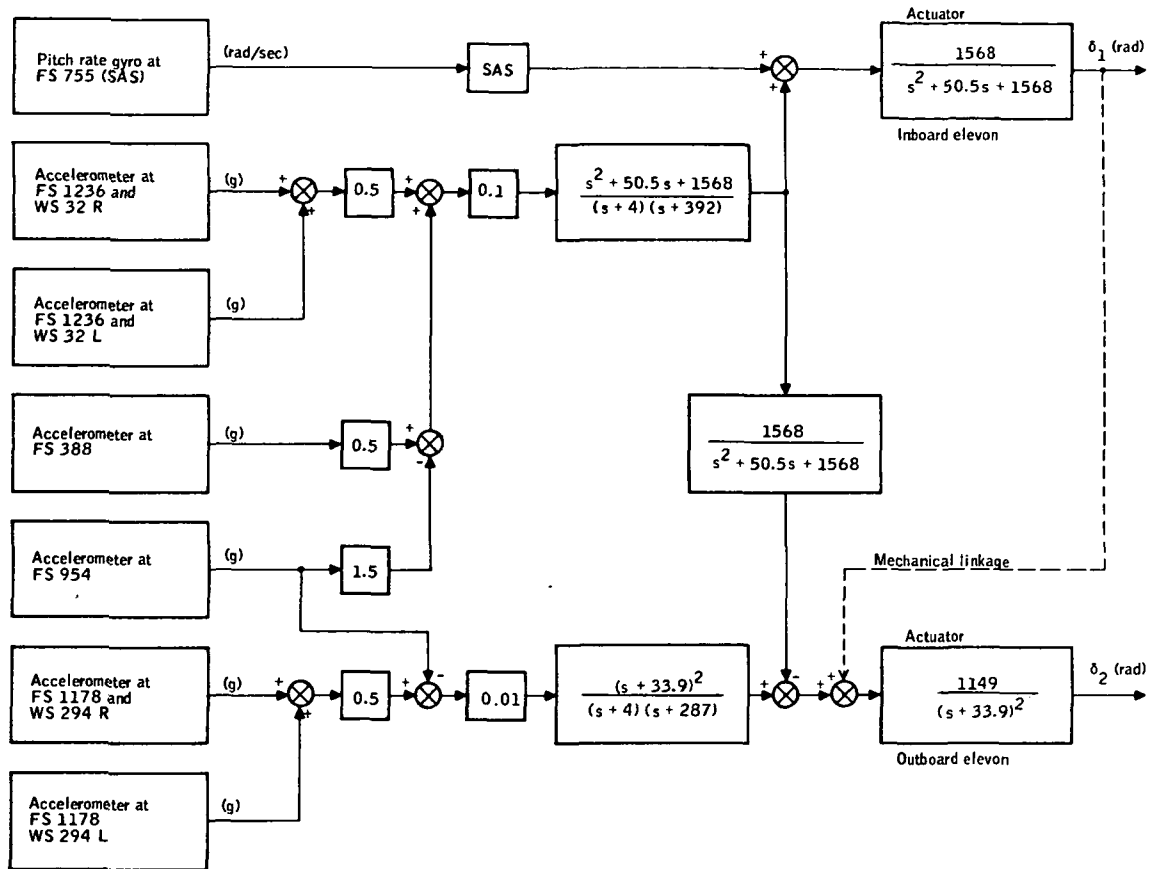 Actuator
Pitch rate gyro at
FS 755 (SAS)
(rad/sec)
SAS
+
+
1568
s² + 50.5s + 1568
δ₁ (rad)
Inboard elevon
Accelerometer at
FS 1236 and
WS 32 R
(g)
+
+
0.5
+
+
0.1
s² + 50.5 s + 1568
(s + 4) (s + 392)
Accelerometer at
FS 1236 and
WS 32 L
(g)
Accelerometer at
FS 388
(g)
0.5
+
-
1568
s² + 50.5s + 1568
Accelerometer at
FS 954
(g)
1.5
Mechanical linkage
Actuator
Accelerometer at
FS 1178 and
WS 294 R
(g)
+
+
0.5
+
-
0.01
(s + 33.9)²
(s + 4) (s + 287)
+
-
+
+
1149
(s + 33.9)²
δ₂ (rad)
Outboard elevon
Accelerometer at
FS 1178
WS 294 L
(g)